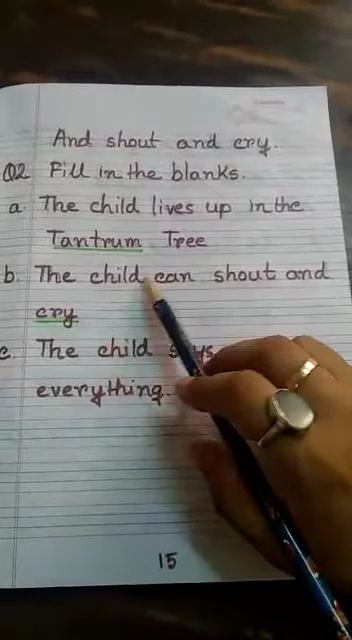 And shout and cry.
Q2 Fill in the blanks.
a. The child lives up in the
Tantrum Tree
b. The child can shout and
cry
c. The child says
everything.
15